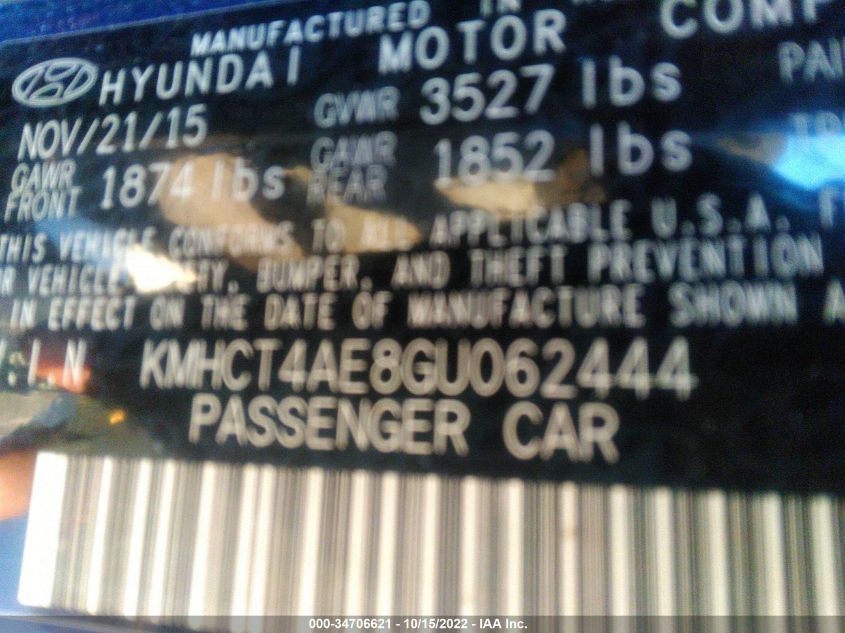 MANUFACTURED IN
HYUNDAI MOTOR COMP
NOV/21/15 GVWR 3527 lbs PAI
GAWR FRONT 1874 lbs GAWR REAR 1852 lbs
THIS VEHICLE CONFORMS TO ALL APPLICABLE U.S.A. F
R VEHICLE BUMPER, AND THEFT PREVENTION
IN EFFECT ON THE DATE OF MANUFACTURE SHOWN A
V.I.N KMHCT4AE8GU062444
PASSENGER CAR
000-34706621 - 10/15/2022 - IAA Inc.